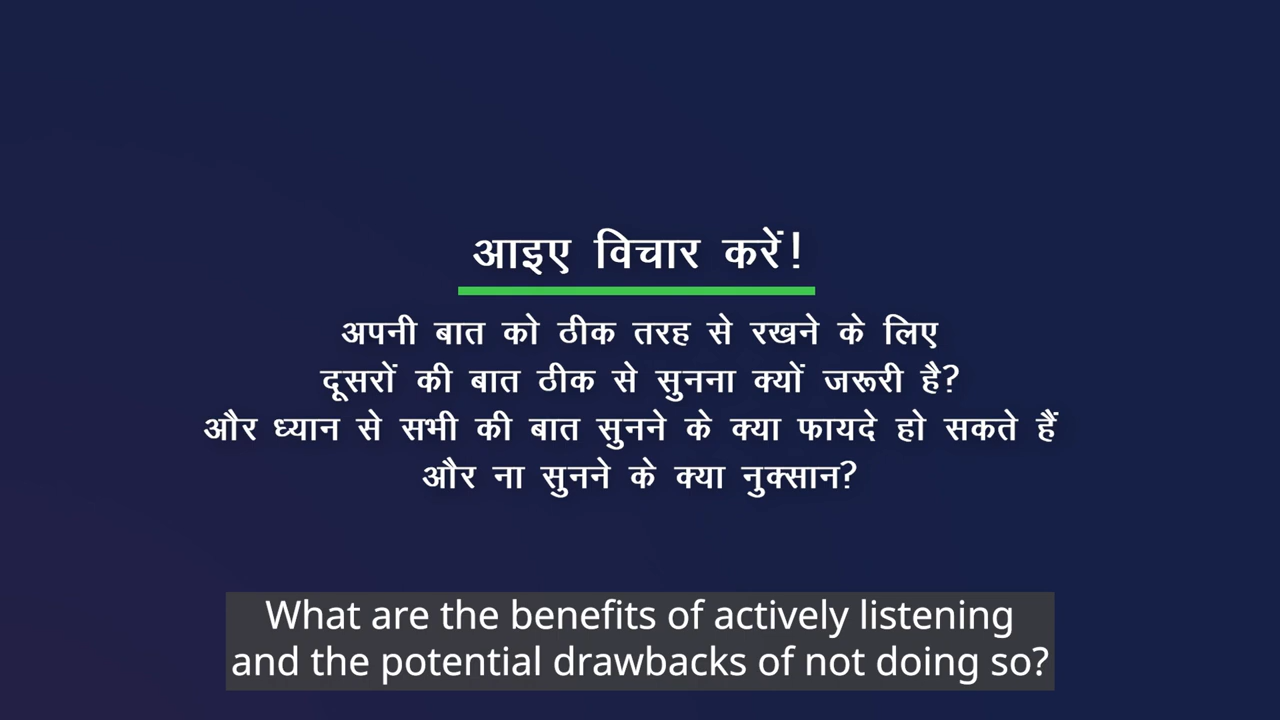 आइए विचार करें!
अपनी बात को ठीक तरह से रखने के लिए
दूसरों की बात ठीक से सुनना क्यों जरूरी है?
और ध्यान से सभी की बात सुनने के क्या फायदे हो सकते हैं
और ना सुनने के क्या नुक्सान?
What are the benefits of actively listening
and the potential drawbacks of not doing so?